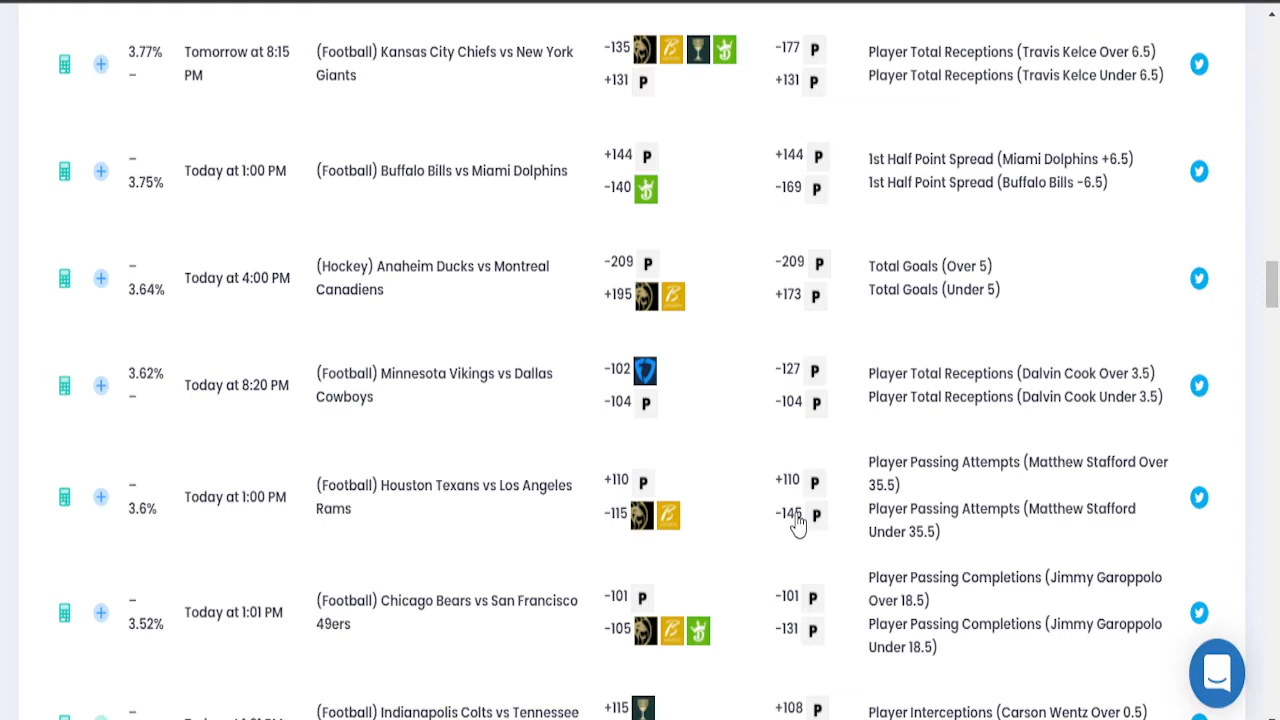 3.77%
–
Tomorrow at 8:15
PM
(Football) Kansas City Chiefs vs New York
Giants
-135
+131 P
-177 P
+131 P
Player Total Receptions (Travis Kelce Over 6.5)
Player Total Receptions (Travis Kelce Under 6.5)
–
3.75%
Today at 1:00 PM
(Football) Buffalo Bills vs Miami Dolphins
+144 P
-140
+144 P
-169 P
1st Half Point Spread (Miami Dolphins +6.5)
1st Half Point Spread (Buffalo Bills -6.5)
–
3.64%
Today at 4:00 PM
(Hockey) Anaheim Ducks vs Montreal
Canadiens
-209 P
+195 B
-209 P
+173 P
Total Goals (Over 5)
Total Goals (Under 5)
3.62%
–
Today at 8:20 PM
(Football) Minnesota Vikings vs Dallas
Cowboys
-102
-104 P
-127 P
-104 P
Player Total Receptions (Dalvin Cook Over 3.5)
Player Total Receptions (Dalvin Cook Under 3.5)
–
3.6%
Today at 1:00 PM
(Football) Houston Texans vs Los Angeles
Rams
+110 P
-115 B
+110 P
-145 P
Player Passing Attempts (Matthew Stafford Over
35.5)
Player Passing Attempts (Matthew Stafford
Under 35.5)
–
3.52%
Today at 1:01 PM
(Football) Chicago Bears vs San Francisco
49ers
-101 P
-105 B
-101 P
-131 P
Player Passing Completions (Jimmy Garoppolo
Over 18.5)
Player Passing Completions (Jimmy Garoppolo
Under 18.5)
–
(Football) Indianapolis Colts vs Tennessee
+115
+108 P
Player Interceptions (Carson Wentz Over 0.5)